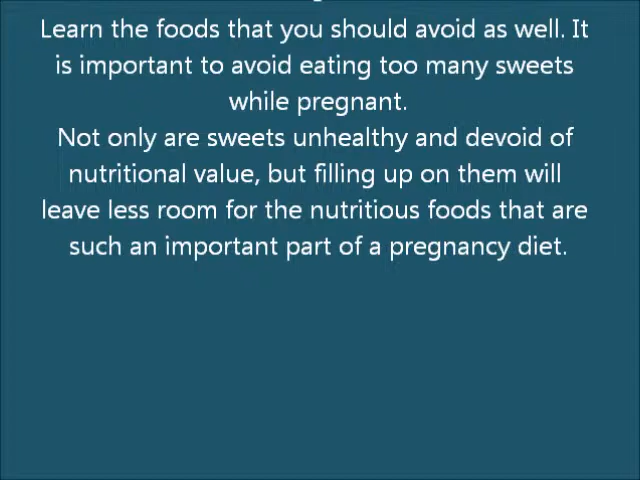 Learn the foods that you should avoid as well. It
is important to avoid eating too many sweets
while pregnant.
Not only are sweets unhealthy and devoid of
nutritional value, but filling up on them will
leave less room for the nutritious foods that are
such an important part of a pregnancy diet.